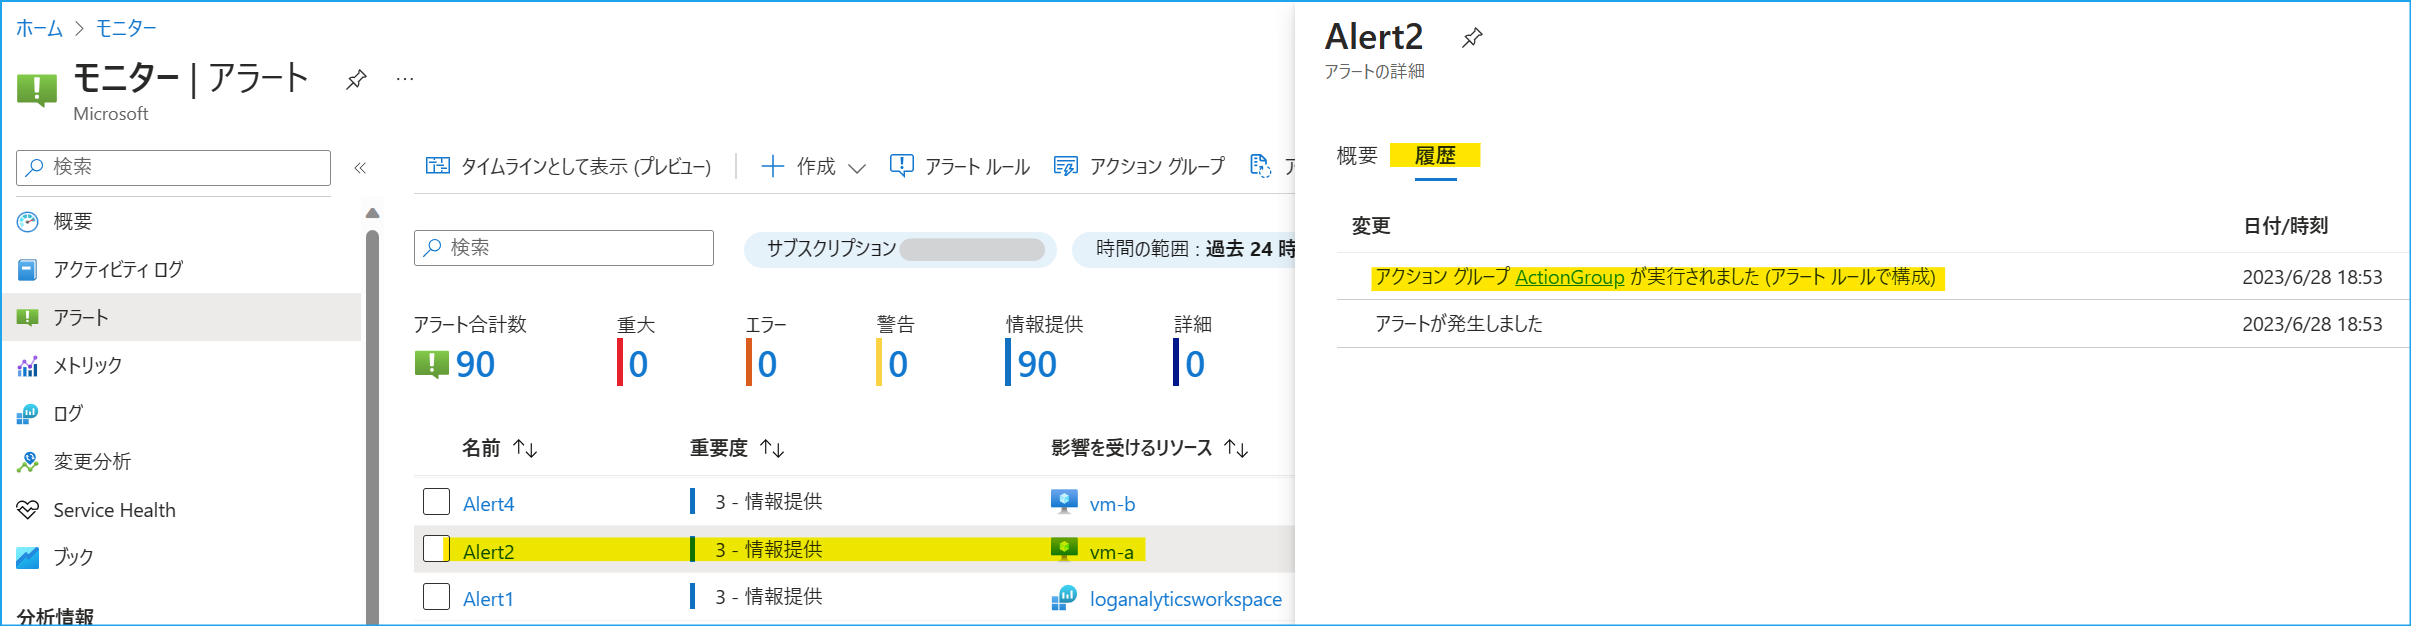 ホーム > モニター
モニター | アラート ...
Microsoft
検索 «
概要
アクティビティ ログ
アラート
メトリック
ログ
変更分析
Service Health
ブック
分析情報
タイムラインとして表示 (プレビュー) 作成 アラート ルール アクション グループ ア
検索 サブスクリプション 時間の範囲 : 過去 24 時
アラート合計数 重大 エラー 警告 情報提供 詳細
90 0 0 0 90 0
名前 ↑↓ 重要度 ↑↓ 影響を受けるリソース ↑↓
Alert4 3 - 情報提供 vm-b
Alert2 3 - 情報提供 vm-a
Alert1 3 - 情報提供 loganalyticsworkspace
Alert2
アラートの詳細
概要 履歴
変更 日付/時刻
アクション グループ ActionGroup が実行されました (アラート ルールで構成) 2023/6/28 18:53
アラートが発生しました 2023/6/28 18:53